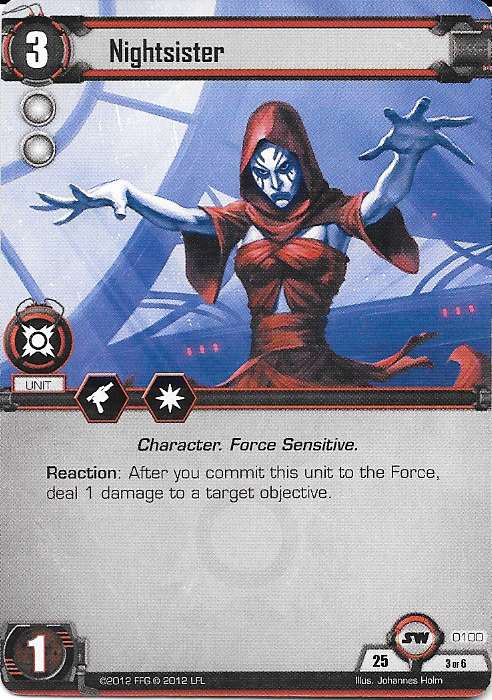 3
Nightsister
UNIT
Character. Force Sensitive.
Reaction: After you commit this unit to the Force,
deal 1 damage to a target objective.
1
SW
0100
25
3 of 6
©2012 FFG © 2012 LFL
Illus. Johannes Holm